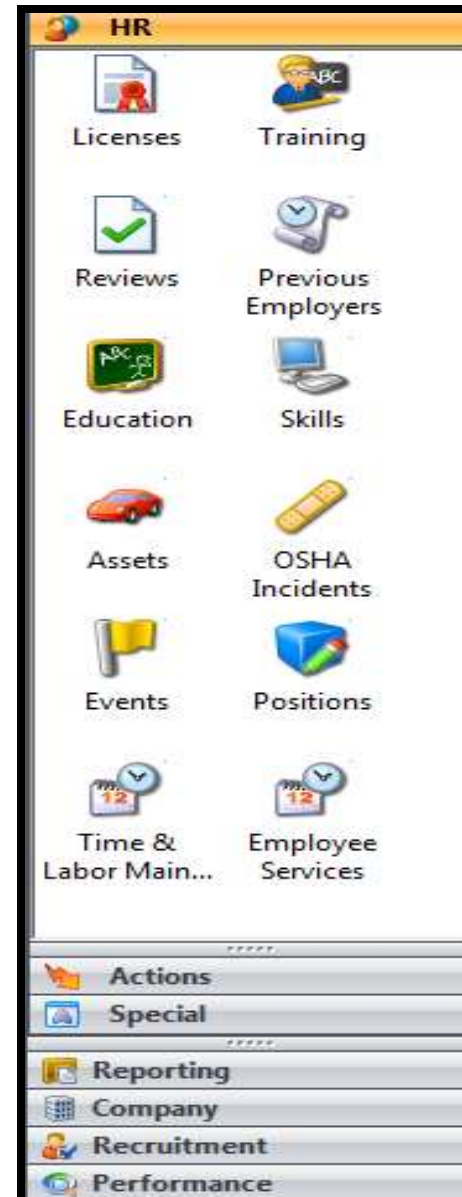 HR
Licenses
Training
Reviews
Previous
Employers
Education
Skills
Assets
OSHA
Incidents
Events
Positions
Time &
Labor Main...
Employee
Services
Actions
Special
Reporting
Company
Recruitment
Performance